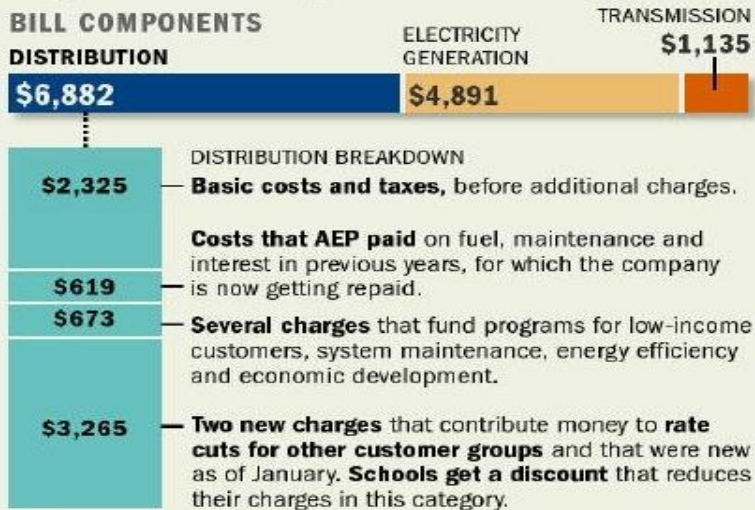 BILL COMPONENTS
DISTRIBUTION
$6,882
ELECTRICITY
GENERATION
$4,891
TRANSMISSION
$1,135
DISTRIBUTION BREAKDOWN
$2,325
Basic costs and taxes, before additional charges.
Costs that AEP paid on fuel, maintenance and
interest in previous years, for which the company
$619
is now getting repaid.
$673
Several charges that fund programs for low-income
customers, system maintenance, energy efficiency
and economic development.
$3,265
Two new charges that contribute money to rate
cuts for other customer groups and that were new
as of January. Schools get a discount that reduces
their charges in this category.